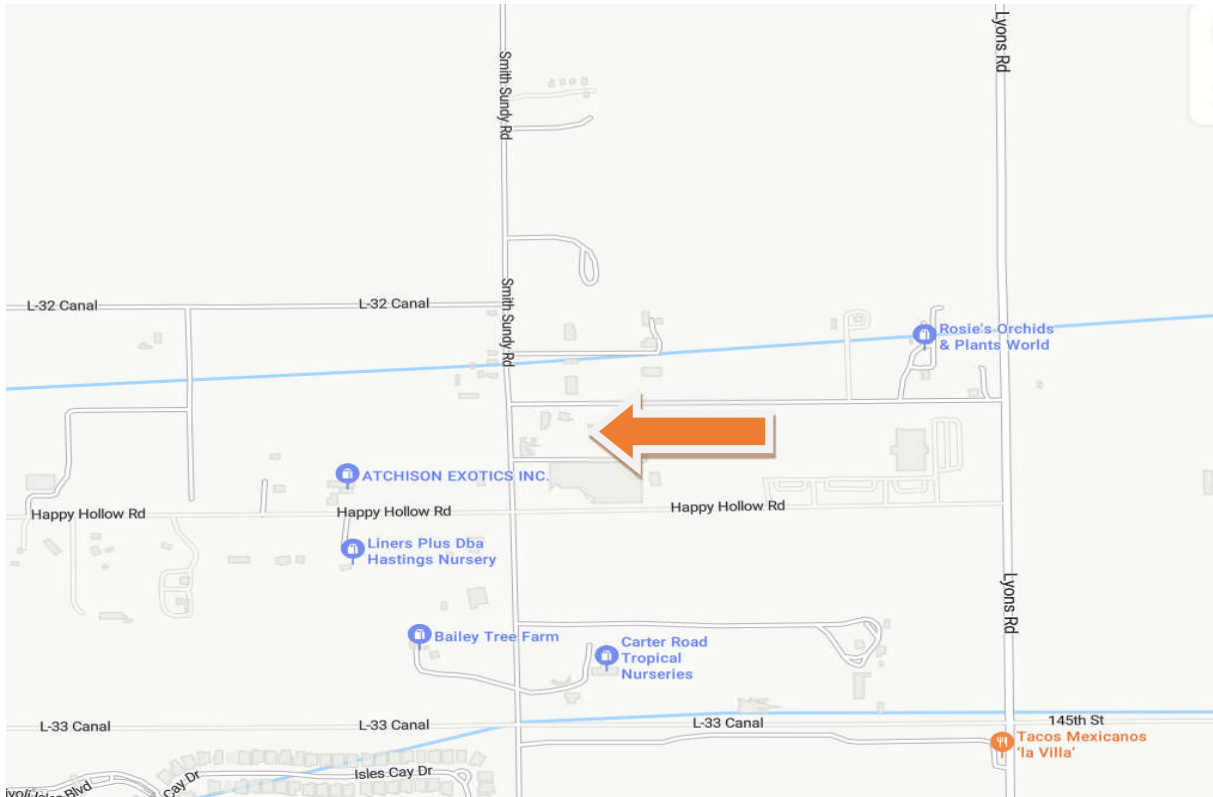 Smith Sundy Rd
Lyons Rd
L-32 Canal
L-32 Canal
Smith Sundy Rd
Rosie's Orchids
& Plants World
ATCHISON EXOTICS INC.
Happy Hollow Rd
Happy Hollow Rd
Happy Hollow Rd
Liners Plus Dba
Hastings Nursery
Lyons Rd
Bailey Tree Farm
Carter Road
Tropical
Nurseries
L-33 Canal
L-33 Canal
L-33 Canal
145th St
Tacos Mexicanos
'la Villa'
Isles Cay Dr
Cay Dr
Blvd